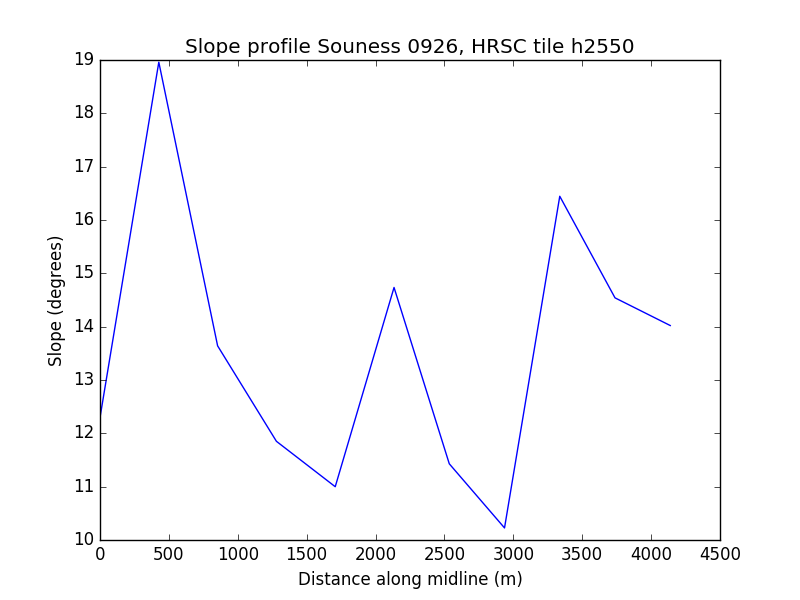 Slope profile Souness 0926, HRSC tile h2550
19
18
17
16
15
14
13
12
11
10
Slope (degrees)
0 500 1000 1500 2000 2500 3000 3500 4000 4500
Distance along midline (m)